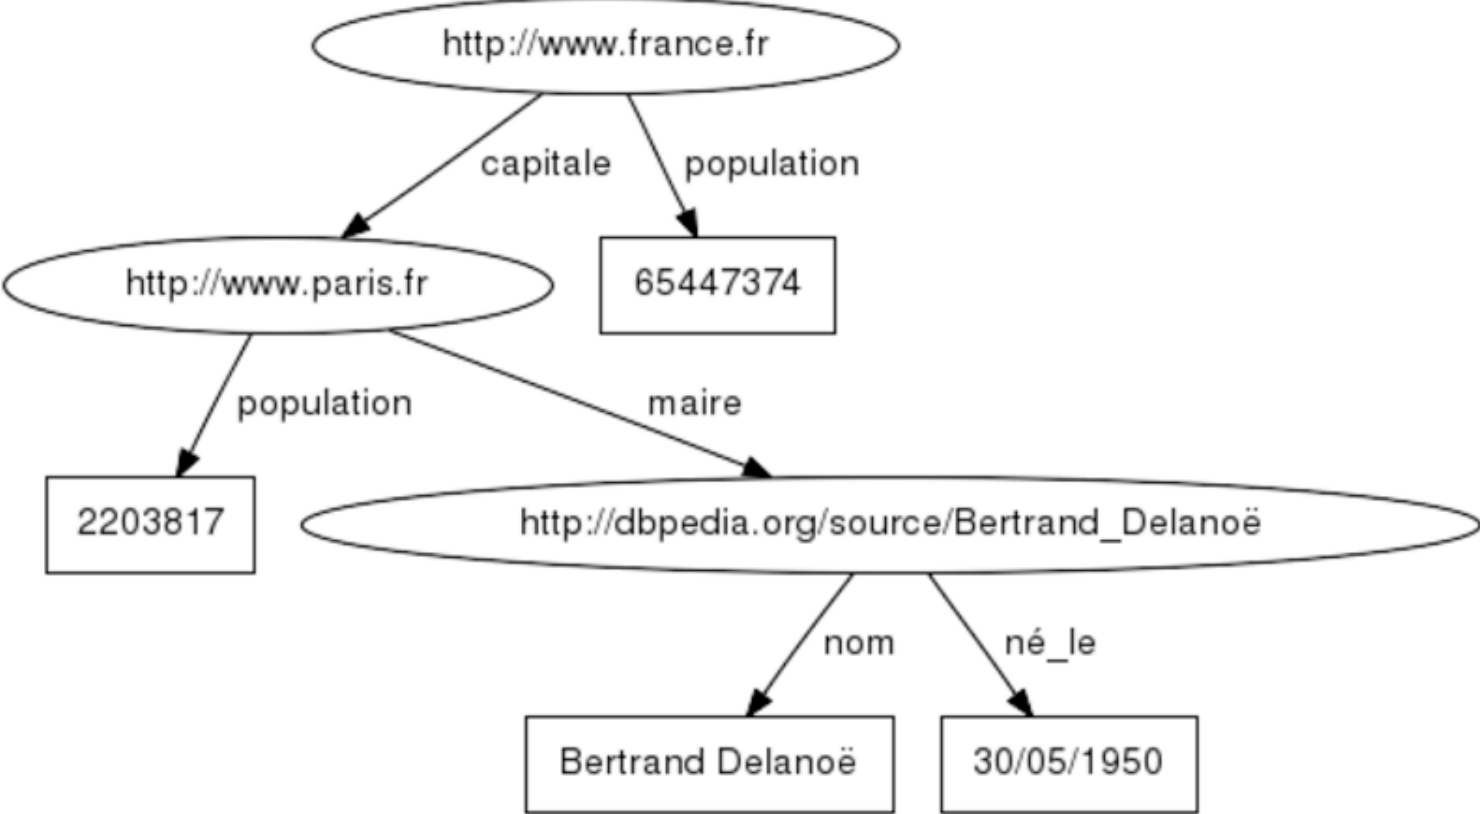 http://www.france.fr
capitale
population
http://www.paris.fr
65447374
population
maire
2203817
http://dbpedia.org/source/Bertrand_Delanoë
nom
né_le
Bertrand Delanoë
30/05/1950